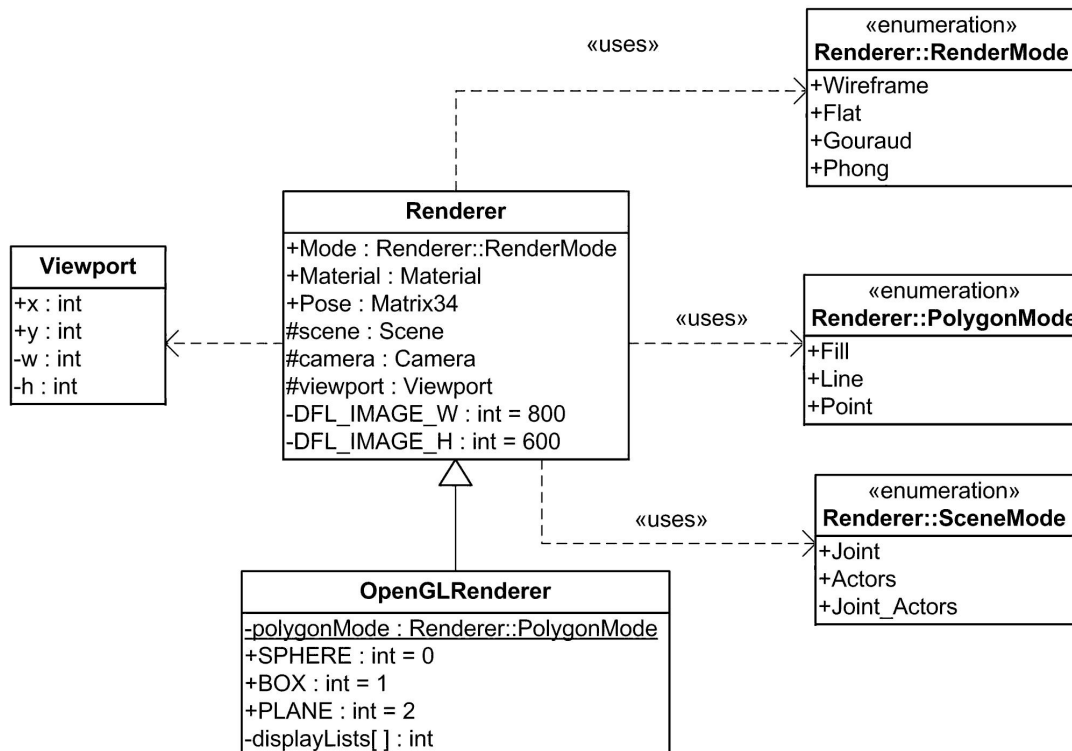 «enumeration»
Renderer::RenderMode
+Wireframe
+Flat
+Gouraud
+Phong
«uses»
Renderer
+Mode : Renderer::RenderMode
+Material : Material
+Pose : Matrix34
#scene : Scene
#camera : Camera
#viewport : Viewport
-DFL_IMAGE_W : int = 800
-DFL_IMAGE_H : int = 600
Viewport
+x : int
+y : int
-w : int
-h : int
«uses»
«enumeration»
Renderer::PolygonMode
+Fill
+Line
+Point
«uses»
«enumeration»
Renderer::SceneMode
+Joint
+Actors
+Joint_Actors
OpenGLRenderer
-polygonMode : Renderer::PolygonMode
+SPHERE : int = 0
+BOX : int = 1
+PLANE : int = 2
-displayLists[ ] : int